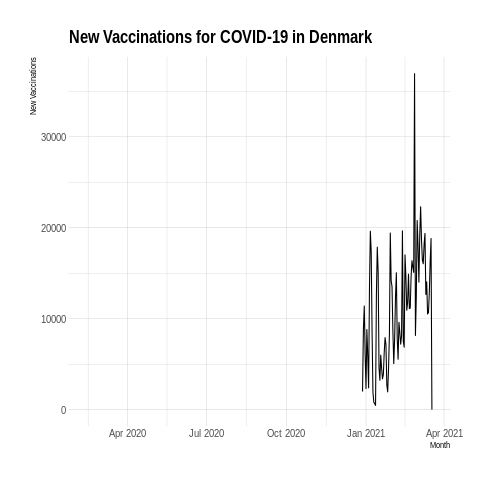 New Vaccinations for COVID-19 in Denmark
New Vaccinations
30000
20000
10000
0
Apr 2020
Jul 2020
Oct 2020
Jan 2021
Apr 2021
Month